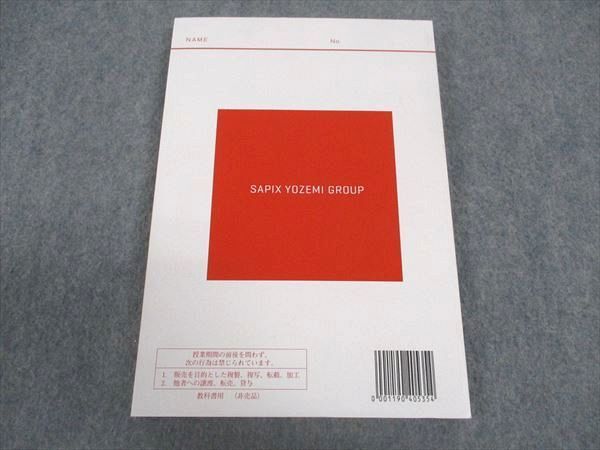 NAME No.
SAPIX YOZEMI GROUP
授業期間の前後を問わず、
次の行為は禁じられています。
1. 販売を目的とした複製、複写、転載、加工
2. 他者への譲渡、転売、貸与
教科書用 (非売品)
0 001190 405354